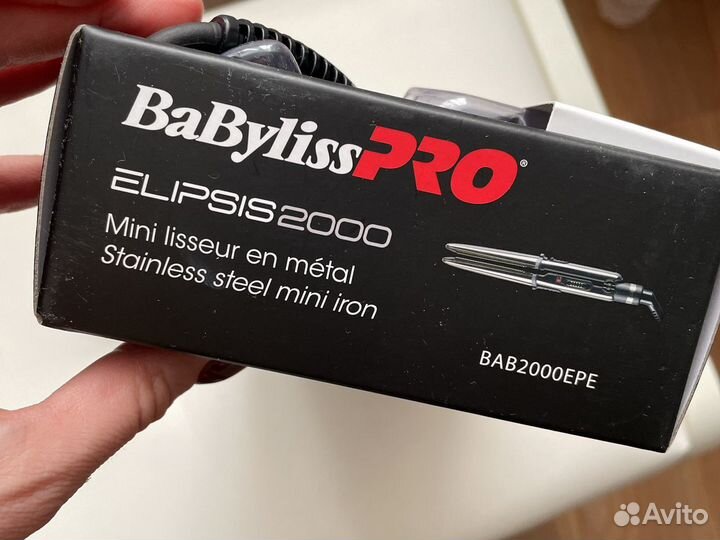 BaBylissPRO®
ELIPSIS2000
Mini lisseur en métal
Stainless steel mini iron
BAB2000EPE
Avito